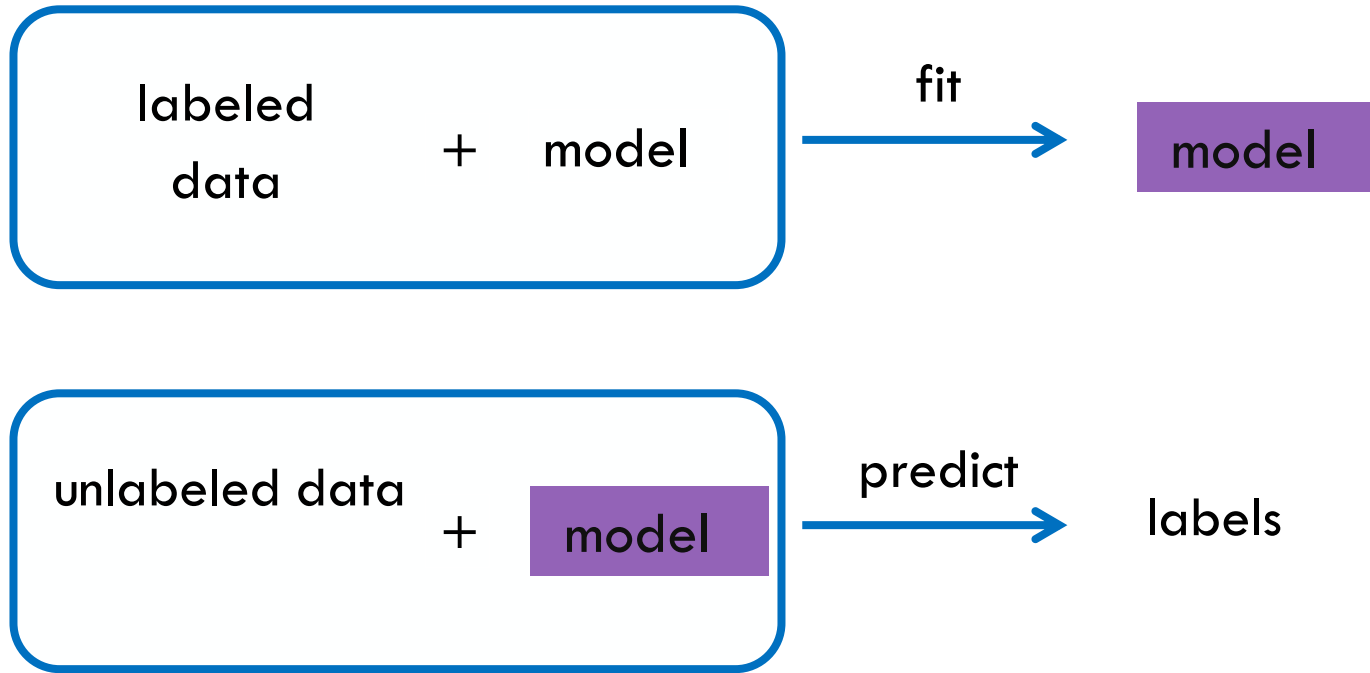 labeled
data
+
model
fit
model
unlabeled data
+
model
predict
labels